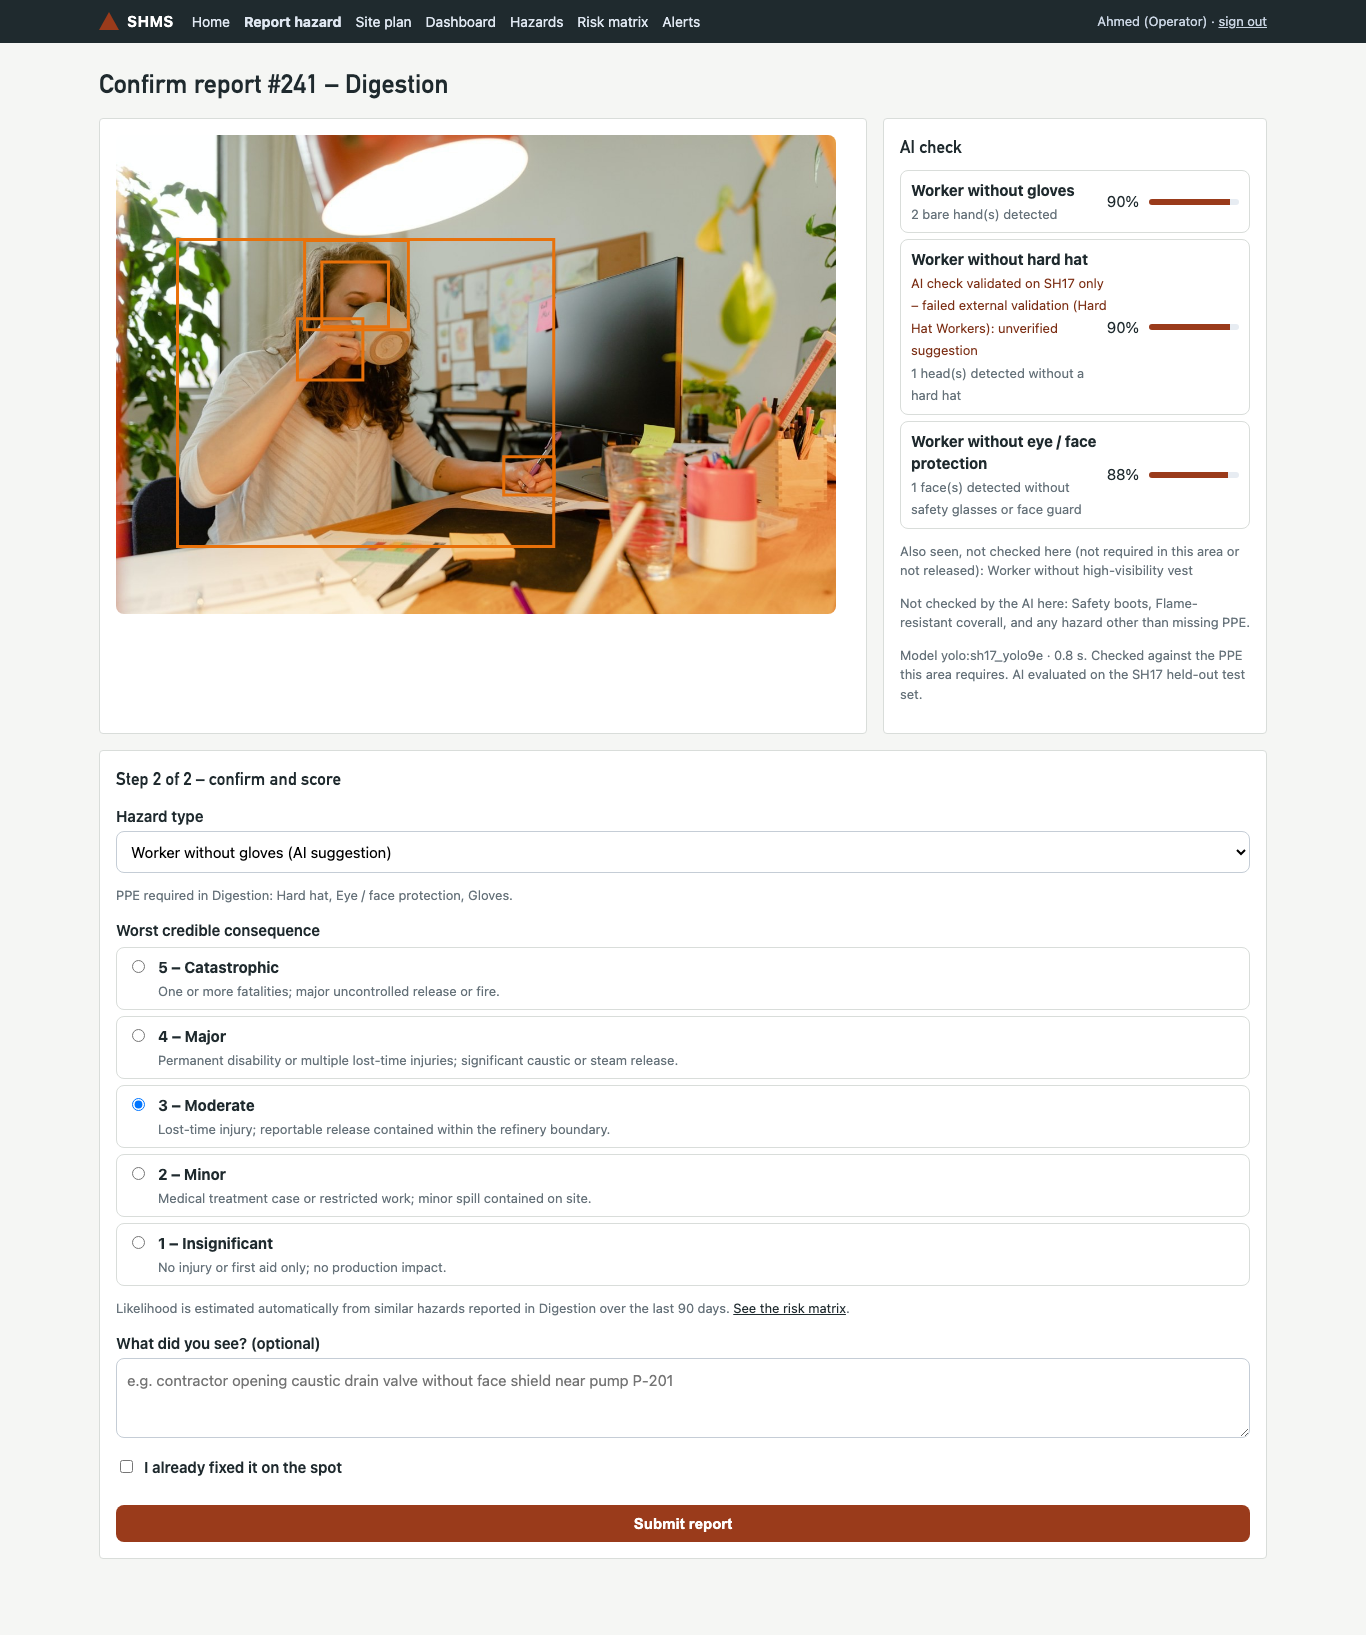 SHMS Home Report hazard Site plan Dashboard Hazards Risk matrix Alerts Ahmed (Operator) · sign out
Confirm report #241 – Digestion
AI check
Worker without gloves
2 bare hand(s) detected
90%
Worker without hard hat
AI check validated on SH17 only
– failed external validation (Hard
Hat Workers): unverified
suggestion
1 head(s) detected without a
hard hat
90%
Worker without eye / face
protection
1 face(s) detected without
safety glasses or face guard
88%
Also seen, not checked here (not required in this area or
not released): Worker without high-visibility vest
Not checked by the AI here: Safety boots, Flame-
resistant coverall, and any hazard other than missing PPE.
Model yolo:sh17_yolo9e · 0.8 s. Checked against the PPE
this area requires. AI evaluated on the SH17 held-out test
set.
Step 2 of 2 – confirm and score
Hazard type
Worker without gloves (AI suggestion)
PPE required in Digestion: Hard hat, Eye / face protection, Gloves.
Worst credible consequence
5 – Catastrophic
One or more fatalities; major uncontrolled release or fire.
4 – Major
Permanent disability or multiple lost-time injuries; significant caustic or steam release.
3 – Moderate
Lost-time injury; reportable release contained within the refinery boundary.
2 – Minor
Medical treatment case or restricted work; minor spill contained on site.
1 – Insignificant
No injury or first aid only; no production impact.
Likelihood is estimated automatically from similar hazards reported in Digestion over the last 90 days. See the risk matrix.
What did you see? (optional)
e.g. contractor opening caustic drain valve without face shield near pump P-201
I already fixed it on the spot
Submit report